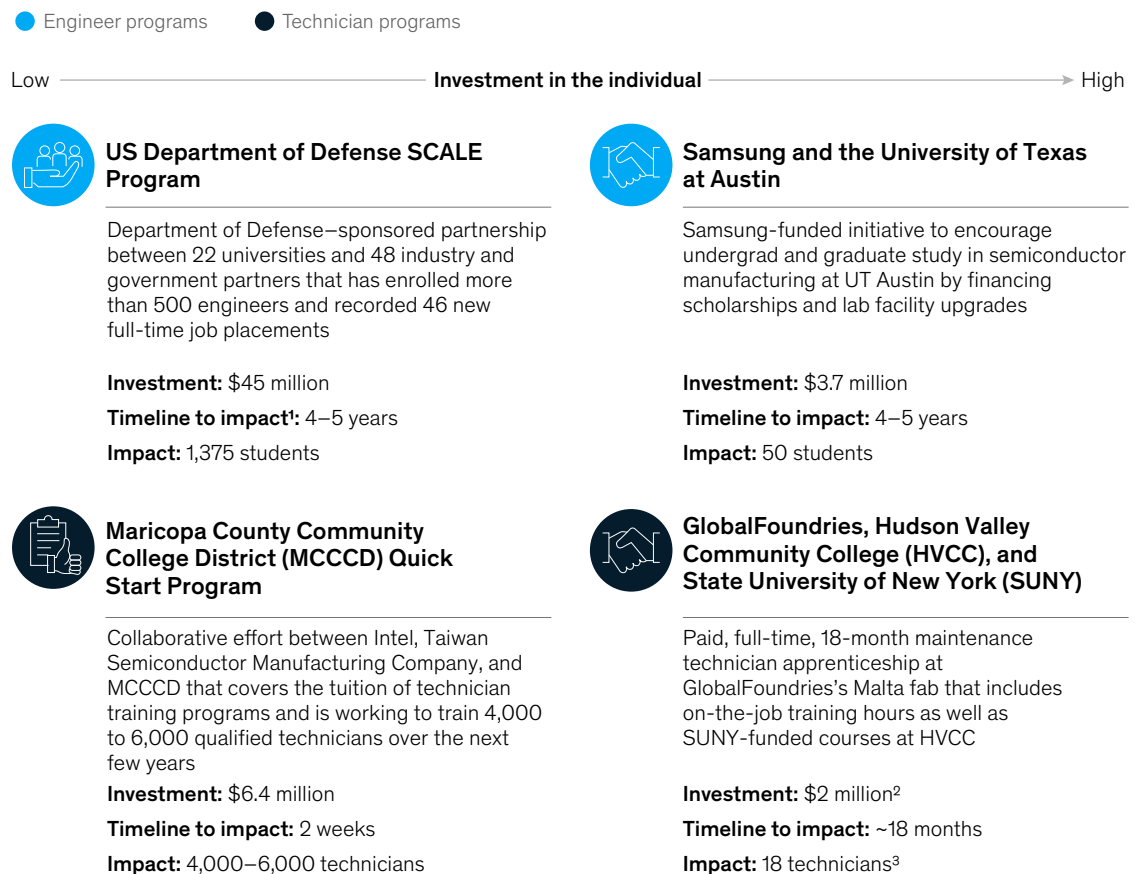 Engineer programs
Technician programs
Low
Investment in the individual
High
US Department of Defense SCALE
Program
Department of Defense–sponsored partnership
between 22 universities and 48 industry and
government partners that has enrolled more
than 500 engineers and recorded 46 new
full-time job placements
Investment: $45 million
Timeline to impact¹: 4–5 years
Impact: 1,375 students
Samsung and the University of Texas
at Austin
Samsung-funded initiative to encourage
undergrad and graduate study in semiconductor
manufacturing at UT Austin by financing
scholarships and lab facility upgrades
Investment: $3.7 million
Timeline to impact: 4–5 years
Impact: 50 students
Maricopa County Community
College District (MCCCD) Quick
Start Program
Collaborative effort between Intel, Taiwan
Semiconductor Manufacturing Company, and
MCCCD that covers the tuition of technician
training programs and is working to train 4,000
to 6,000 qualified technicians over the next
few years
Investment: $6.4 million
Timeline to impact: 2 weeks
Impact: 4,000–6,000 technicians
GlobalFoundries, Hudson Valley
Community College (HVCC), and
State University of New York (SUNY)
Paid, full-time, 18-month maintenance
technician apprenticeship at
GlobalFoundries's Malta fab that includes
on-the-job training hours as well as
SUNY-funded courses at HVCC
Investment: $2 million²
Timeline to impact: ~18 months
Impact: 18 technicians³